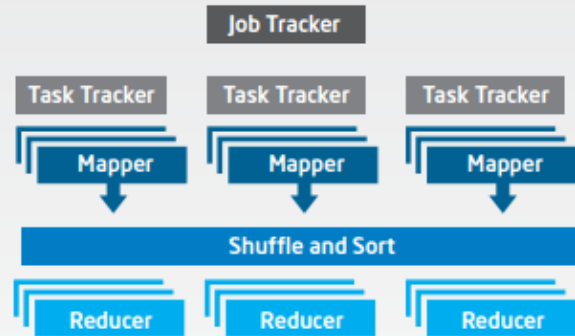 Job Tracker
Task Tracker Task Tracker Task Tracker
Mapper Mapper Mapper
Shuffle and Sort
Reducer Reducer Reducer